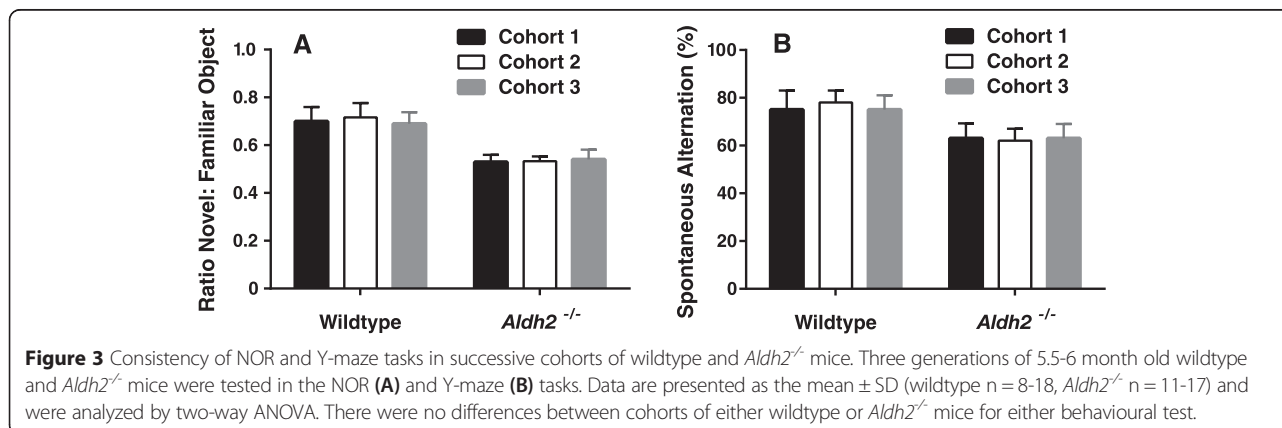 A
Cohort 1
Cohort 2
Cohort 3
Ratio Novel: Familiar Object
1.0
0.8
0.6
0.4
0.2
0
Wildtype
Aldh2 -/-
B
Cohort 1
Cohort 2
Cohort 3
Spontaneous Alternation (%)
100
80
60
40
20
0
Wildtype
Aldh2 -/-
Figure 3 Consistency of NOR and Y-maze tasks in successive cohorts of wildtype and Aldh2-/- mice. Three generations of 5.5-6 month old wildtype
and Aldh2-/- mice were tested in the NOR (A) and Y-maze (B) tasks. Data are presented as the mean ± SD (wildtype n = 8-18, Aldh2-/- n = 11-17) and
were analyzed by two-way ANOVA. There were no differences between cohorts of either wildtype or Aldh2-/- mice for either behavioural test.